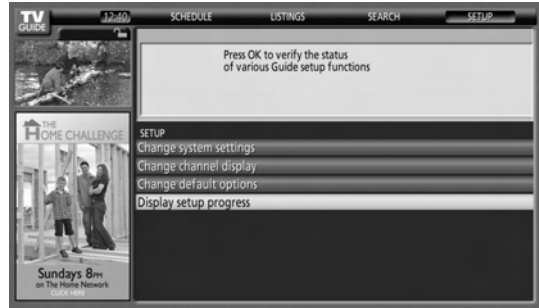 TV
GUIDE
12:40
SCHEDULE
LISTINGS
SEARCH
SETUP
Press OK to verify the status
of various Guide setup functions
THE
HOME CHALLENGE
Sundays 8PM
on The Home Network
CLICK HERE
SETUP
Change system settings
Change channel display
Change default options
Display setup progress